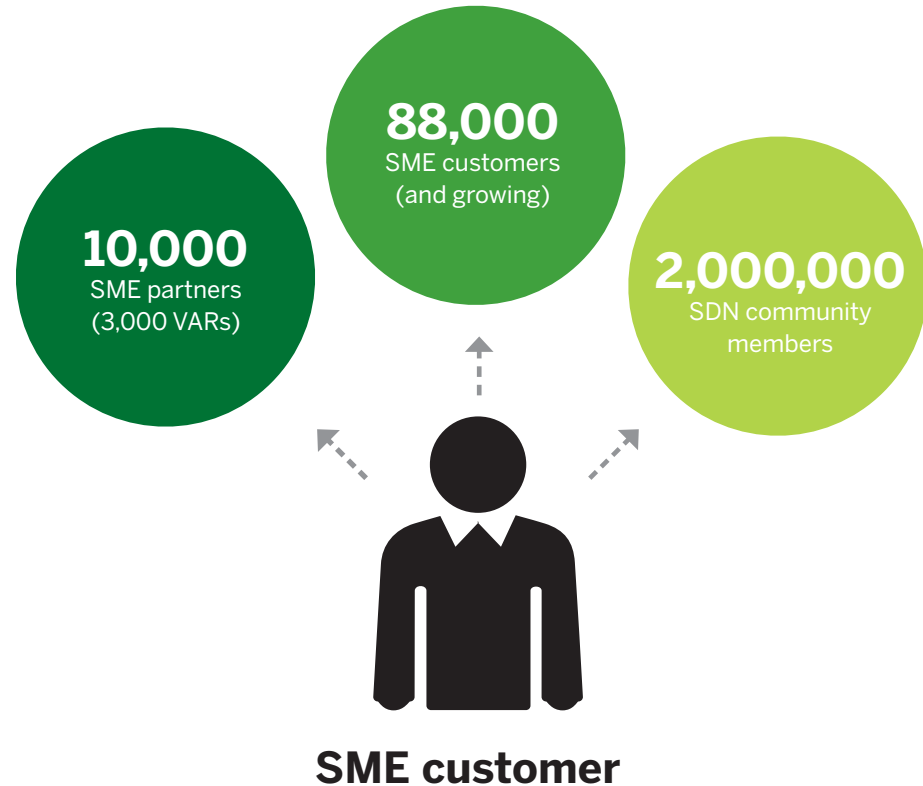 10,000
SME partners
(3,000 VARs)
88,000
SME customers
(and growing)
2,000,000
SDN community
members
SME customer